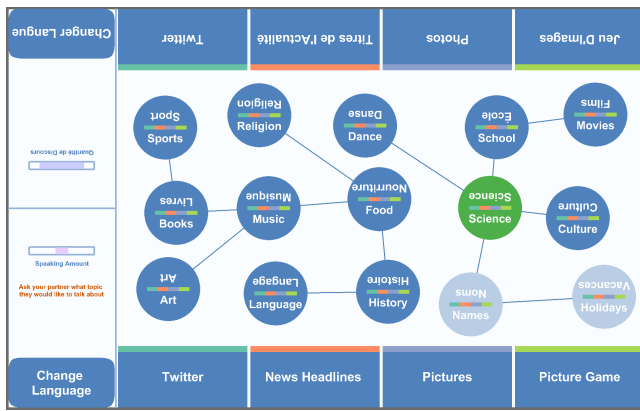 Changer Langue
Twitter
Titres de l'Actualité
Photos
Jeu D'Images
Quantité de Discours
Speaking Amount
Ask your partner what topic
they would like to talk about
Sport
Sports
Religion
Religion
Danse
Dance
École
School
Films
Movies
Livres
Books
Musique
Music
Nourriture
Food
Science
Science
Culture
Culture
Art
Art
Langage
Language
Histoire
History
Noms
Names
Vacances
Holidays
Change
Language
Twitter
News Headlines
Pictures
Picture Game